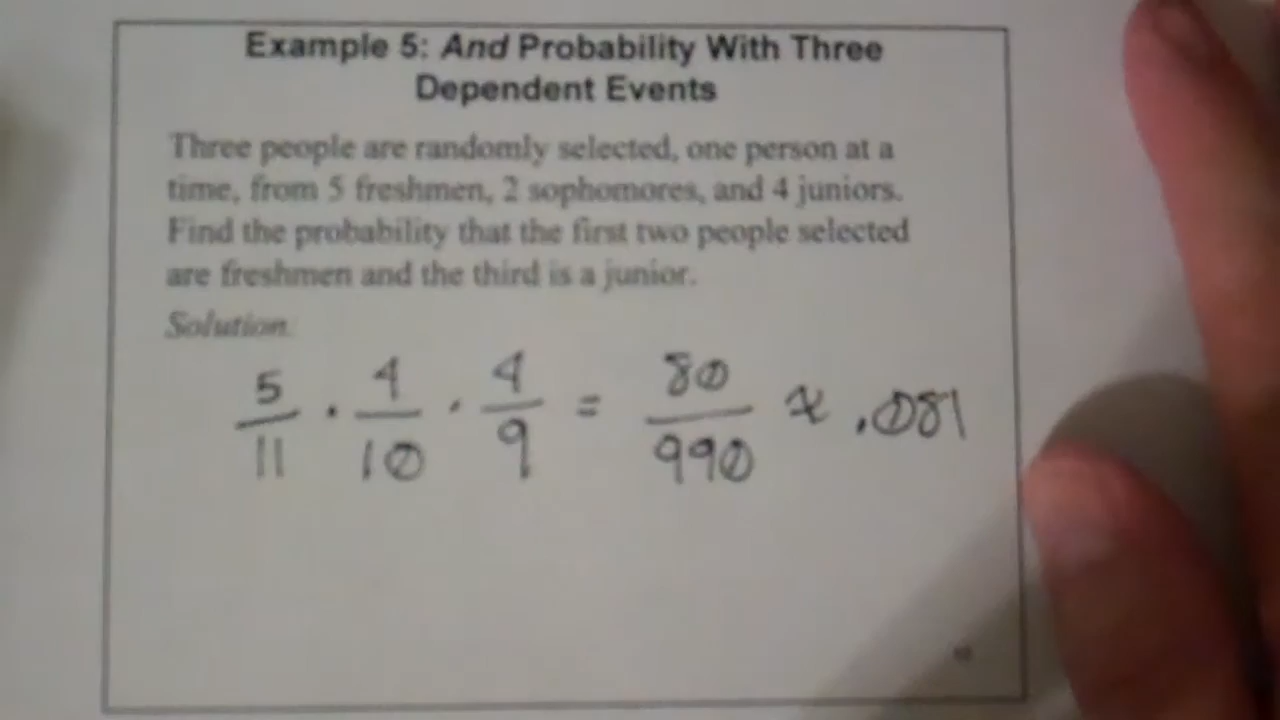 Example 5: And Probability With Three
Dependent Events
Three people are randomly selected, one person at a
time, from 5 freshmen, 2 sophomores, and 4 juniors.
Find the probability that the first two people selected
are freshmen and the third is a junior.
Solution:
5/11 · 4/10 · 4/9 = 80/990 ≈ .081